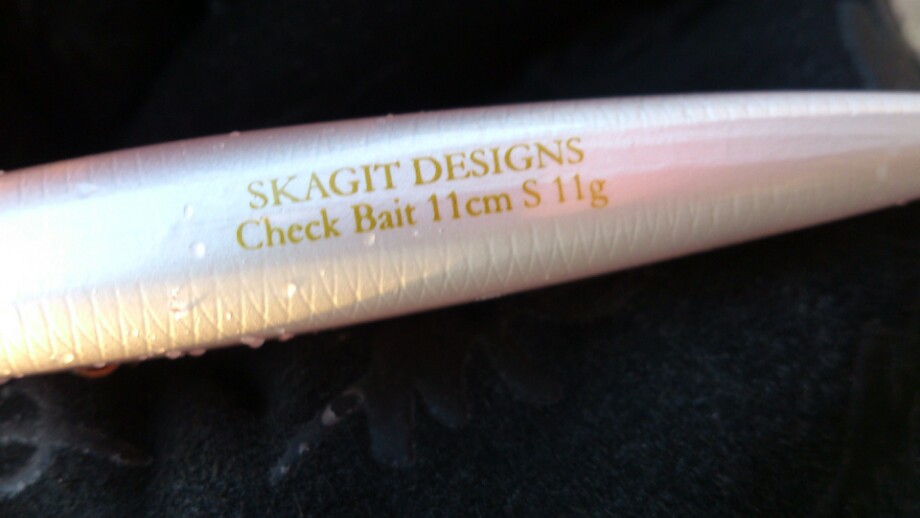 SKAGIT DESIGNS
Check Bait 11cm S 11g